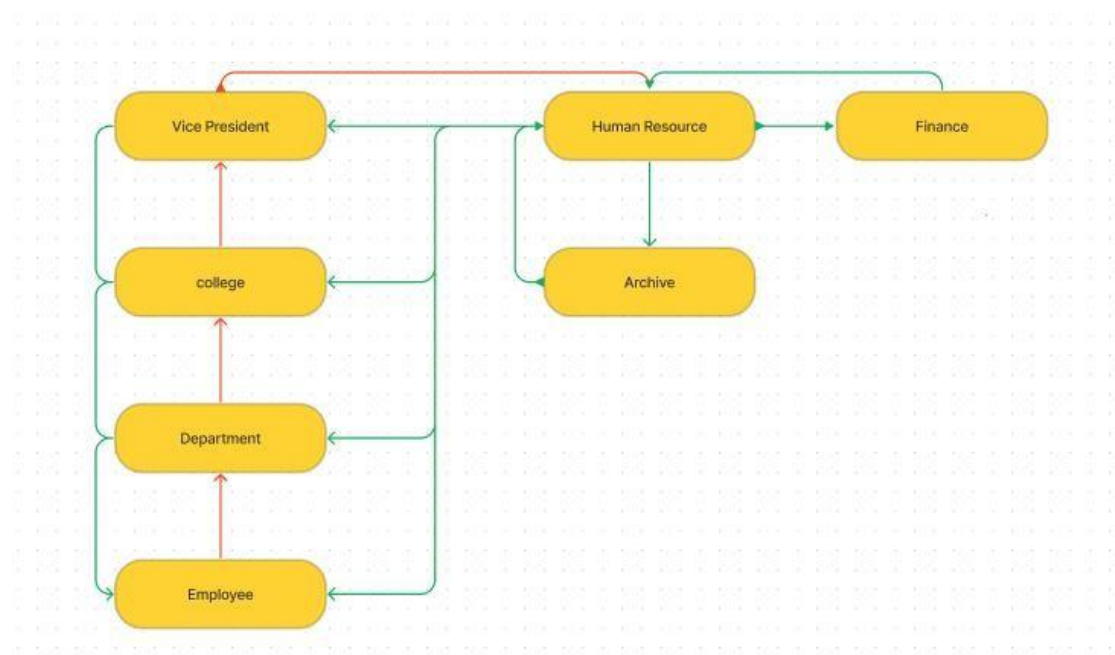 Vice President
Human Resource
Finance
college
Archive
Department
Employee